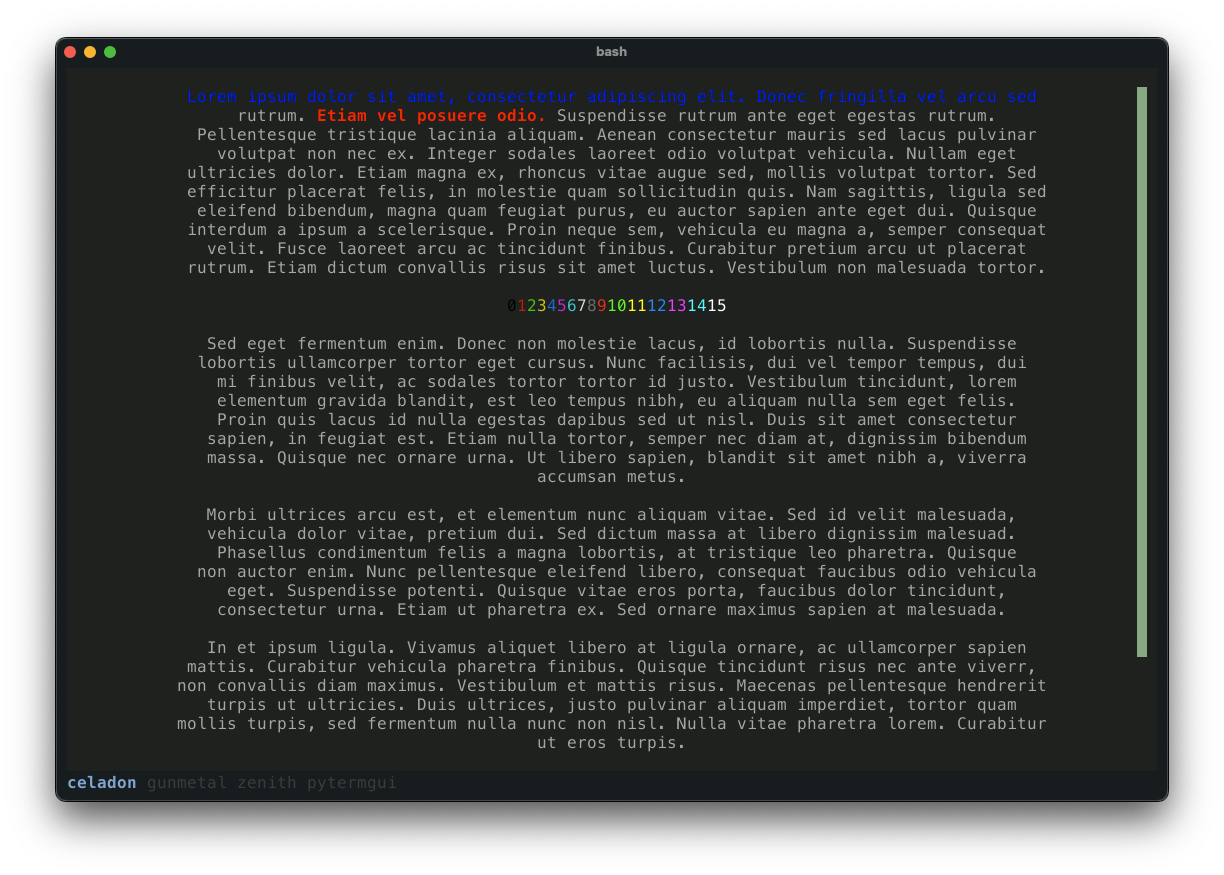 bash
Lorem ipsum dolor sit amet, consectetur adipiscing elit. Donec fringilla vel arcu sed
rutrum. Etiam vel posuere odio. Suspendisse rutrum ante eget egestas rutrum.
Pellentesque tristique lacinia aliquam. Aenean consectetur mauris sed lacus pulvinar
volutpat non nec ex. Integer sodales laoreet odio volutpat vehicula. Nullam eget
ultricies dolor. Etiam magna ex, rhoncus vitae augue sed, mollis volutpat tortor. Sed
efficitur placerat felis, in molestie quam sollicitudin quis. Nam sagittis, ligula sed
eleifend bibendum, magna quam feugiat purus, eu auctor sapien ante eget dui. Quisque
interdum a ipsum a scelerisque. Proin neque sem, vehicula eu magna a, semper consequat
velit. Fusce laoreet arcu ac tincidunt finibus. Curabitur pretium arcu ut placerat
rutrum. Etiam dictum convallis risus sit amet luctus. Vestibulum non malesuada tortor.
0123456789101112131415
Sed eget fermentum enim. Donec non molestie lacus, id lobortis nulla. Suspendisse
lobortis ullamcorper tortor eget cursus. Nunc facilisis, dui vel tempor tempus, dui
mi finibus velit, ac sodales tortor tortor id justo. Vestibulum tincidunt, lorem
elementum gravida blandit, est leo tempus nibh, eu aliquam nulla sem eget felis.
Proin quis lacus id nulla egestas dapibus sed ut nisl. Duis sit amet consectetur
sapien, in feugiat est. Etiam nulla tortor, semper nec diam at, dignissim bibendum
massa. Quisque nec ornare urna. Ut libero sapien, blandit sit amet nibh a, viverra
accumsan metus.
Morbi ultrices arcu est, et elementum nunc aliquam vitae. Sed id velit malesuada,
vehicula dolor vitae, pretium dui. Sed dictum massa at libero dignissim malesuad.
Phasellus condimentum felis a magna lobortis, at tristique leo pharetra. Quisque
non auctor enim. Nunc pellentesque eleifend libero, consequat faucibus odio vehicula
eget. Suspendisse potenti. Quisque vitae eros porta, faucibus dolor tincidunt,
consectetur urna. Etiam ut pharetra ex. Sed ornare maximus sapien at malesuada.
In et ipsum ligula. Vivamus aliquet libero at ligula ornare, ac ullamcorper sapien
mattis. Curabitur vehicula pharetra finibus. Quisque tincidunt risus nec ante viverr,
non convallis diam maximus. Vestibulum et mattis risus. Maecenas pellentesque hendrerit
turpis ut ultricies. Duis ultrices, justo pulvinar aliquam imperdiet, tortor quam
mollis turpis, sed fermentum nulla nunc non nisl. Nulla vitae pharetra lorem. Curabitur
ut eros turpis.
celadon gunmetal zenith pytermgui